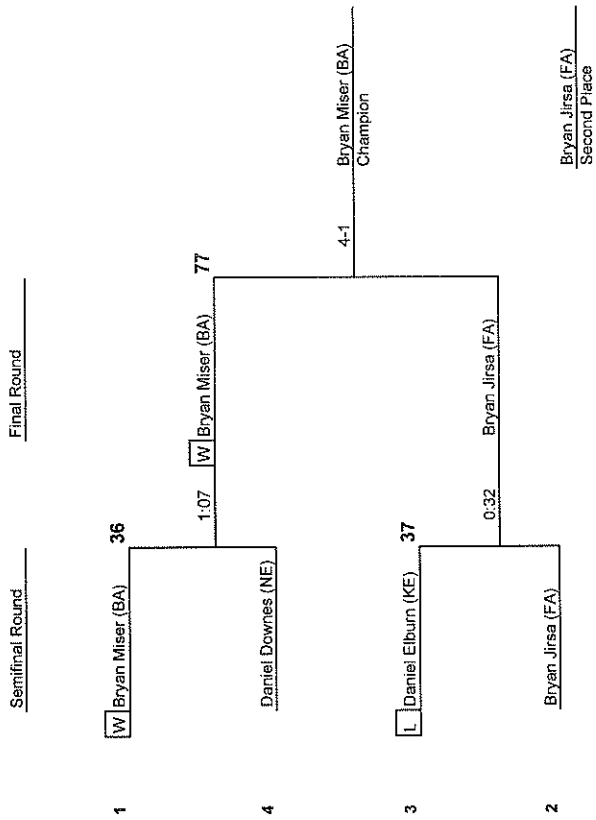 Semifinal Round
Final Round
1
W Bryan Miser (BA)
36
4
Daniel Downes (NE)
1:07
W Bryan Miser (BA)
77
3
L Daniel Elburn (KE)
37
2
Bryan Jirsa (FA)
0:32
Bryan Jirsa (FA)
4-1
Bryan Miser (BA)
Champion
Bryan Jirsa (FA)
Second Place